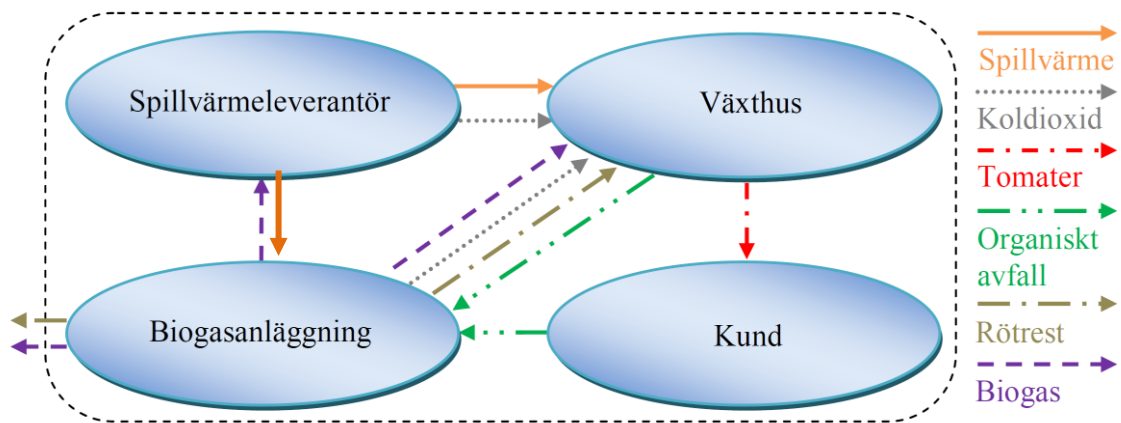 Spillvärmeleverantör
Växthus
Biogasanläggning
Kund
Spillvärme
Koldioxid
Tomater
Organiskt
avfall
Rötrest
Biogas